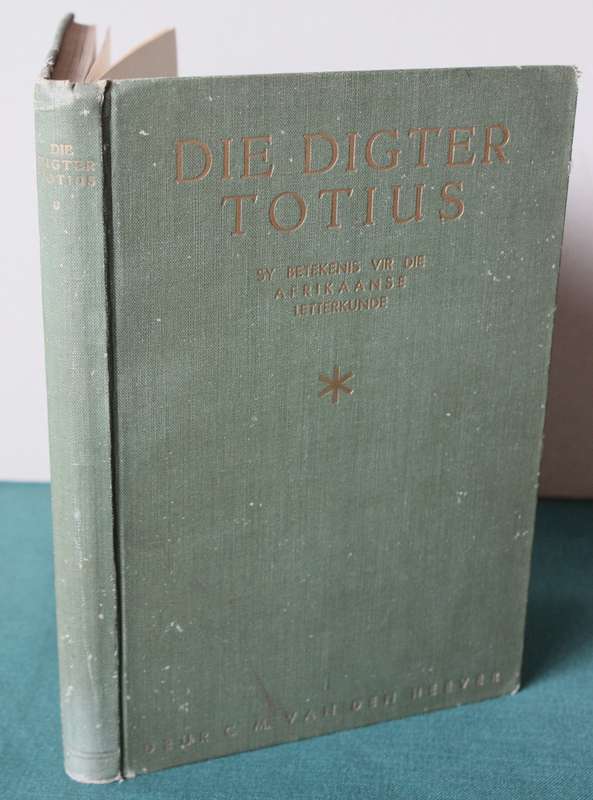 DIE
DIGTER
TOTIUS
DIE DIGTER
TOTIUS
SY BETEKENIS VIR DIE
AFRIKAANSE
LETTERKUNDE
DEUR C. M. VAN DEN HEEVER